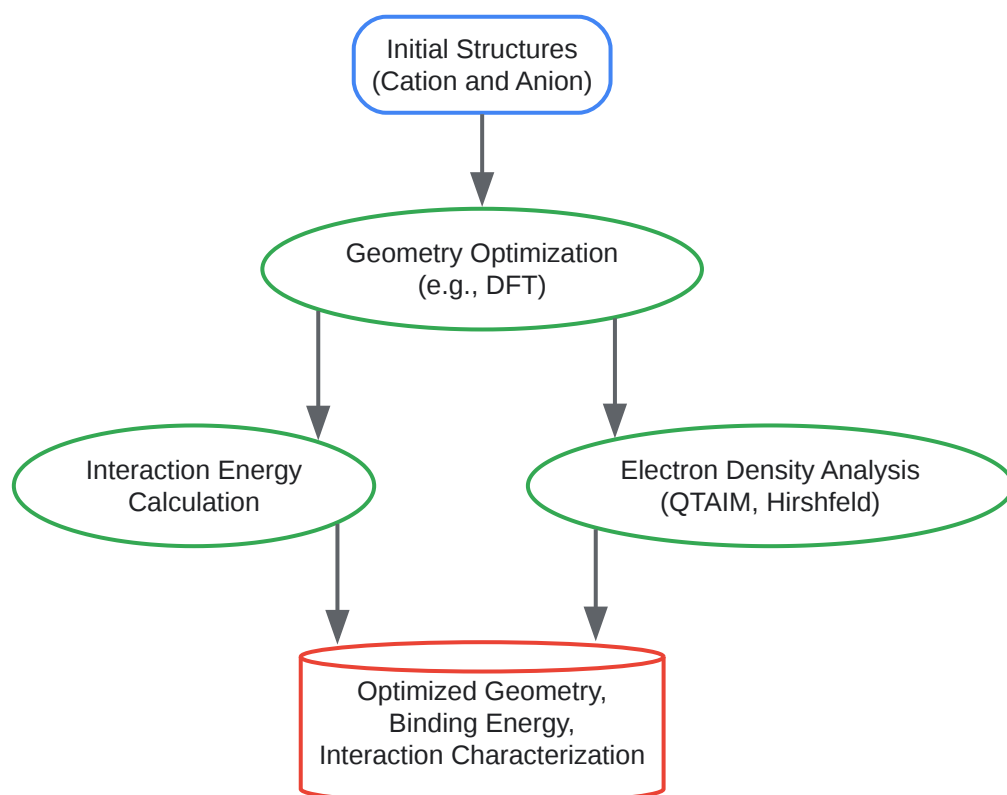 Initial Structures
(Cation and Anion)
Geometry Optimization
(e.g., DFT)
Interaction Energy
Calculation
Electron Density Analysis
(QTAIM, Hirshfeld)
Optimized Geometry,
Binding Energy,
Interaction Characterization